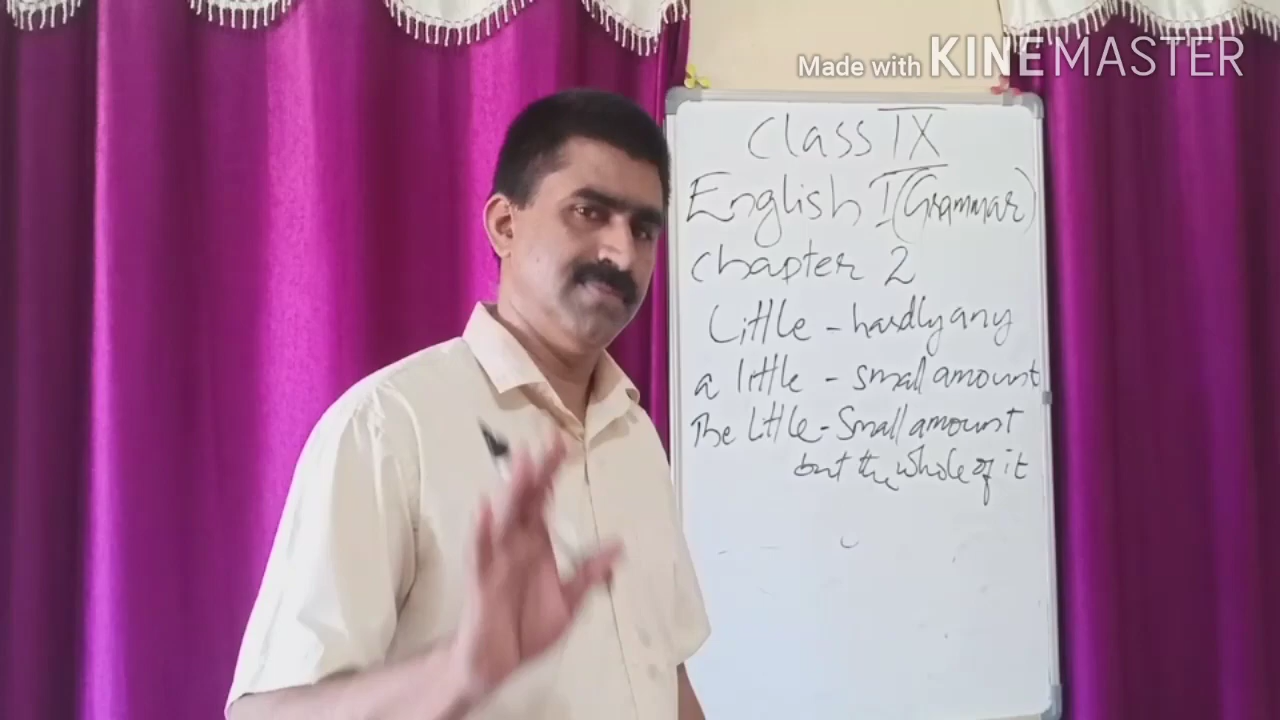 Made with KINEMASTER
Class IX
English I (Grammar)
Chapter 2
Little - hardly any
a little - small amount
The Little - Small amount
but the whole of it